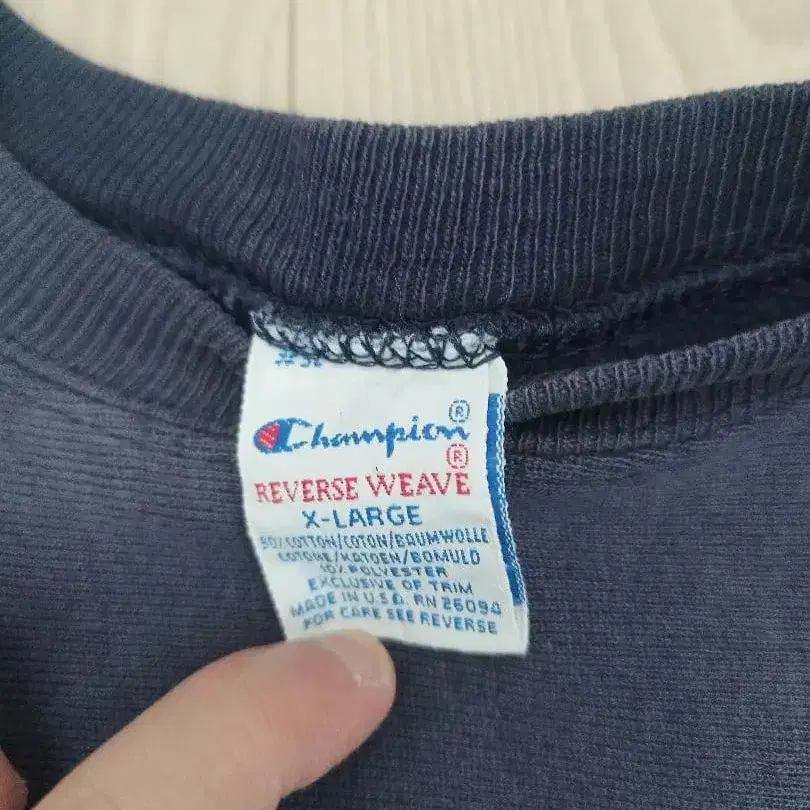 Champion®
®
REVERSE WEAVE
X-LARGE
90% COTTON/COTON/BAUMWOLLE
COTONE/KATOEN/BOMULD
10% POLYESTER
EXCLUSIVE OF TRIM
MADE IN U.S.A. RN 26094
FOR CARE SEE REVERSE